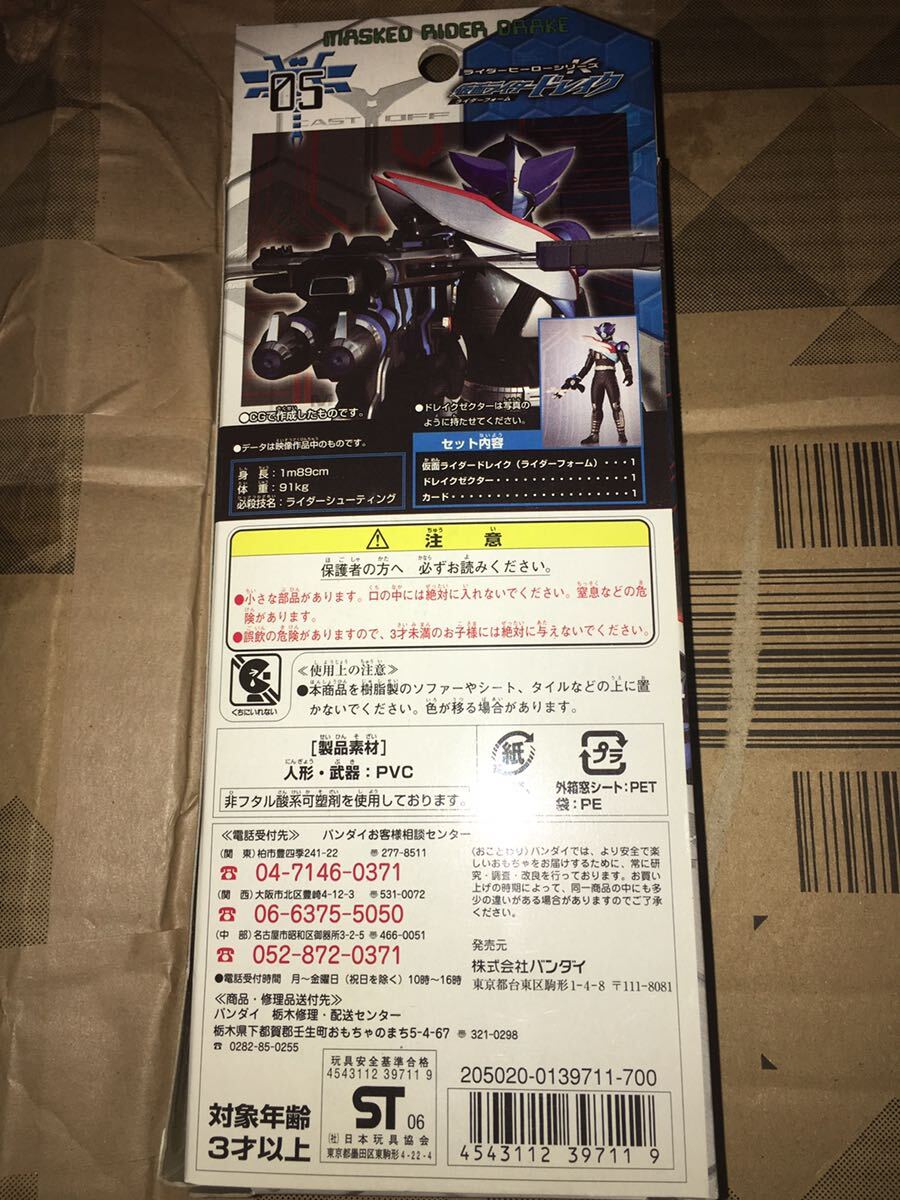 MASKED RIDER DRAKE
05
CAST OFF
ライダーヒーローシリーズK
仮面ライダードレイク
ライダーフォーム
●CGで作成したものです。
●ドレイクゼクターは写真の
ように持たせてください。
●データは映像作品中のものです。
身長：1m89cm
体重：91kg
必殺技名：ライダーシューティング
セット内容
仮面ライダードレイク（ライダーフォーム）・・・1
ドレイクゼクター・・・・・・・・・・・・・・・1
カード・・・・・・・・・・・・・・・・・・・・1
注意
保護者の方へ 必ずお読みください。
●小さな部品があります。口の中には絶対に入れないでください。窒息などの危
険があります。
●誤飲の危険がありますので、3才未満のお子様には絶対に与えないでください。
くちにいれない
≪使用上の注意≫
●本商品を樹脂製のソファーやシート、タイルなどの上に置
かないでください。色が移る場合があります。
［製品素材］
人形・武器：PVC
非フタル酸系可塑剤を使用しております。
紙
プラ
外箱窓シート：PET
袋：PE
≪電話受付先≫ バンダイお客様相談センター
（関 東）柏市豊四季241-22 〒277-8511
☎ 04-7146-0371
（関 西）大阪市北区豊崎4-12-3 〒531-0072
☎ 06-6375-5050
（中 部）名古屋市昭和区御器所3-2-5 〒466-0051
☎ 052-872-0371
●電話受付時間 月〜金曜日（祝日を除く）10時〜16時
≪商品・修理品送付先≫
バンダイ 栃木修理・配送センター
栃木県下都賀郡壬生町おもちゃのまち5-4-67 〒321-0298
☎ 0282-85-0255
（おことわり）バンダイでは、より安全で楽
しいおもちゃをお届けするために、常に研
究・調査・改良を行っております。お買い
上げの時期によって、同一商品の中にも多
少の違いがある場合がありますのでご了承
ください。
発売元
株式会社バンダイ
東京都台東区駒形1-4-8 〒111-8081
対象年齢
3才以上
玩具安全基準合格
4543112 39711 9
ST 06
（社）日本玩具協会
東京都墨田区東駒形4-22-4
205020-0139711-700
4543112 397119